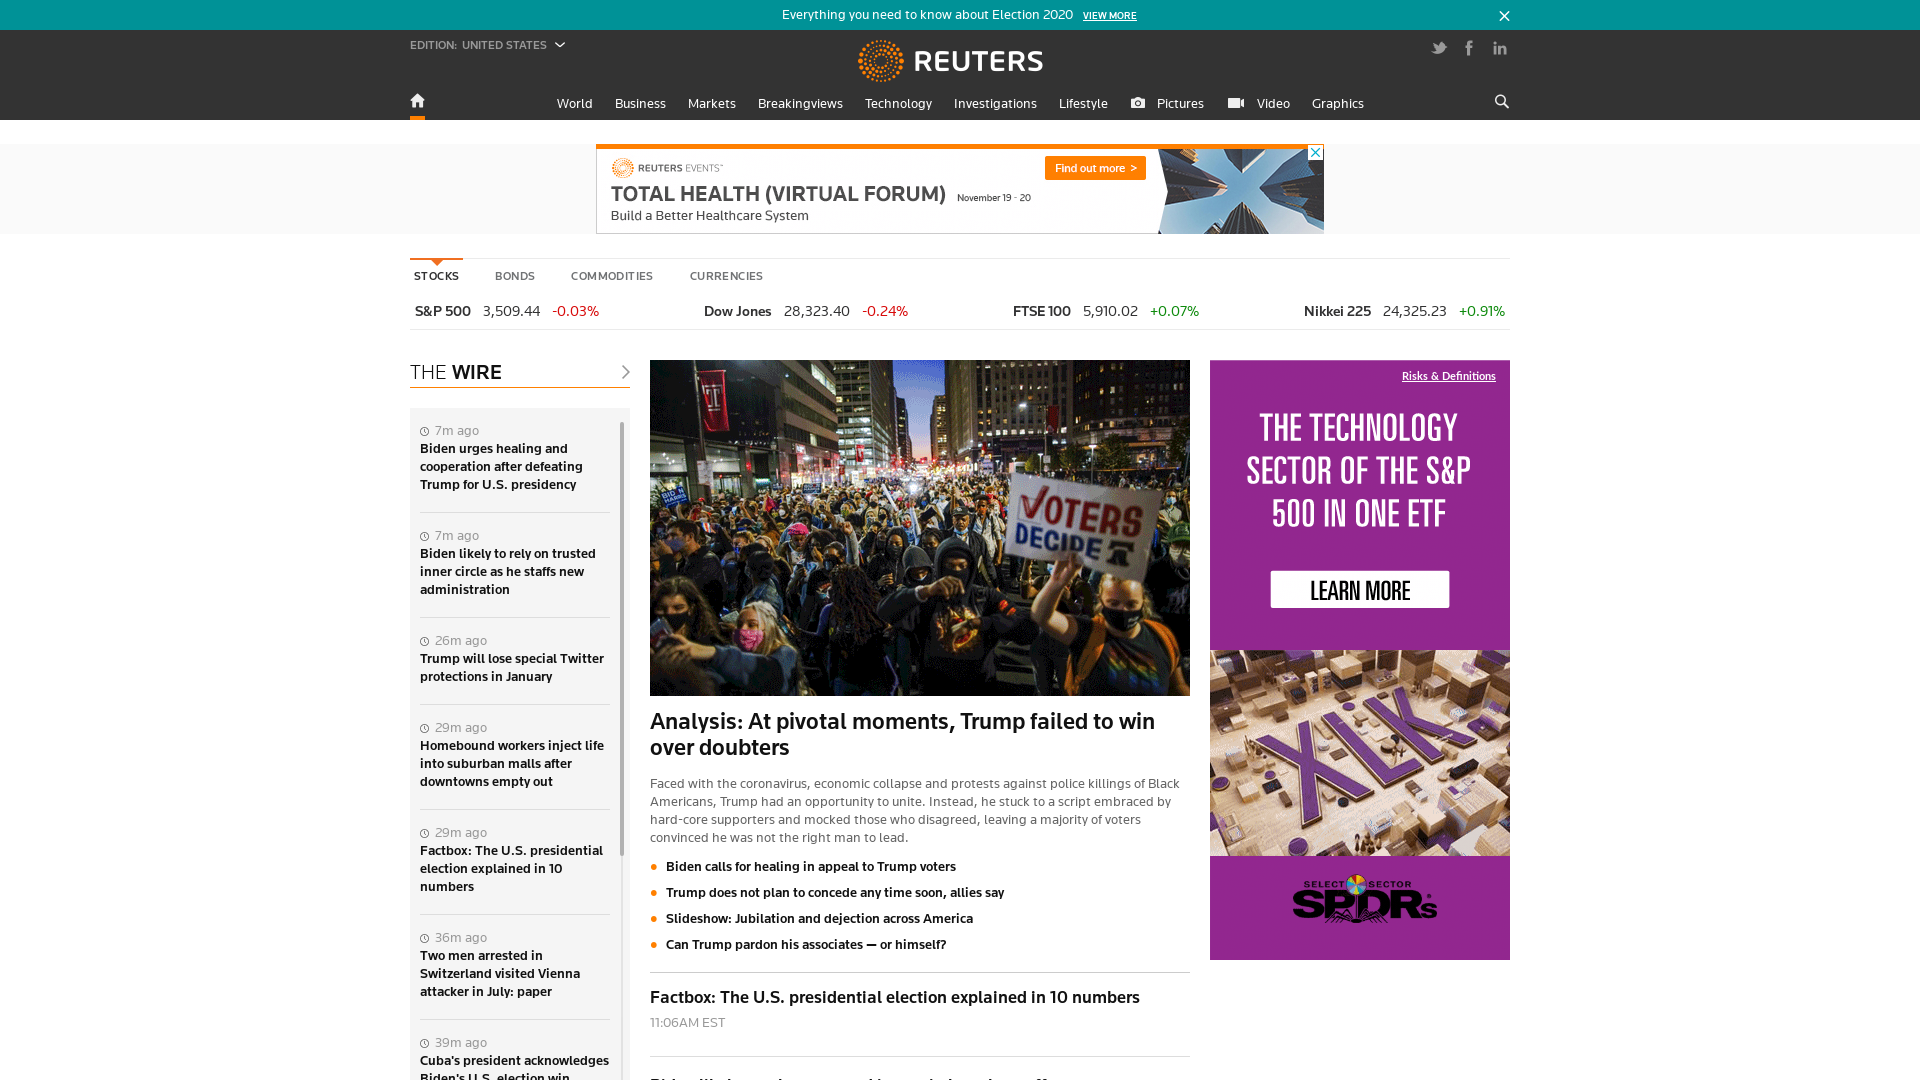 Everything you need to know about Election 2020 VIEW MORE
EDITION: UNITED STATES
REUTERS
World Business Markets Breakingviews Technology Investigations Lifestyle Pictures Video Graphics
REUTERS EVENTS™
Find out more >
TOTAL HEALTH (VIRTUAL FORUM) November 19 - 20
Build a Better Healthcare System
STOCKS BONDS COMMODITIES CURRENCIES
S&P 500 3,509.44 -0.03% Dow Jones 28,323.40 -0.24% FTSE 100 5,910.02 +0.07% Nikkei 225 24,325.23 +0.91%
THE WIRE
7m ago
Biden urges healing and
cooperation after defeating
Trump for U.S. presidency
7m ago
Biden likely to rely on trusted
inner circle as he staffs new
administration
26m ago
Trump will lose special Twitter
protections in January
29m ago
Homebound workers inject life
into suburban malls after
downtowns empty out
29m ago
Factbox: The U.S. presidential
election explained in 10
numbers
36m ago
Two men arrested in
Switzerland visited Vienna
attacker in July: paper
39m ago
Cuba's president acknowledges
Biden's U.S. election win
VOTERS
DECIDE
Analysis: At pivotal moments, Trump failed to win
over doubters
Faced with the coronavirus, economic collapse and protests against police killings of Black
Americans, Trump had an opportunity to unite. Instead, he stuck to a script embraced by
hard-core supporters and mocked those who disagreed, leaving a majority of voters
convinced he was not the right man to lead.
Biden calls for healing in appeal to Trump voters
Trump does not plan to concede any time soon, allies say
Slideshow: Jubilation and dejection across America
Can Trump pardon his associates — or himself?
Factbox: The U.S. presidential election explained in 10 numbers
11:06AM EST
Risks & Definitions
THE TECHNOLOGY
SECTOR OF THE S&P
500 IN ONE ETF
LEARN MORE
XLK
SELECT SECTOR
SPDRs